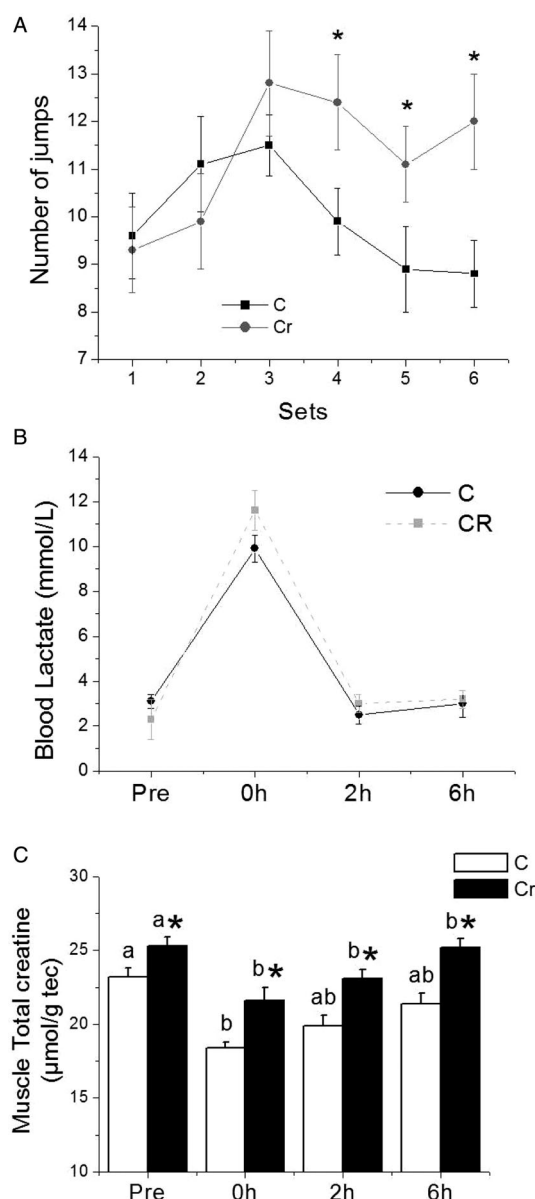 A
14
13
12
11
10
9
8
7
Number of jumps
* * *
C
Cr
1 2 3 4 5 6
Sets
B
14
12
10
8
6
4
2
0
Blood Lactate (mmol/L)
C
CR
Pre 0h 2h 6h
C
30
25
20
15
10
Muscle Total creatine
(µmol/g tec)
C
Cr
a a* b b* ab b* ab b*
Pre 0h 2h 6h